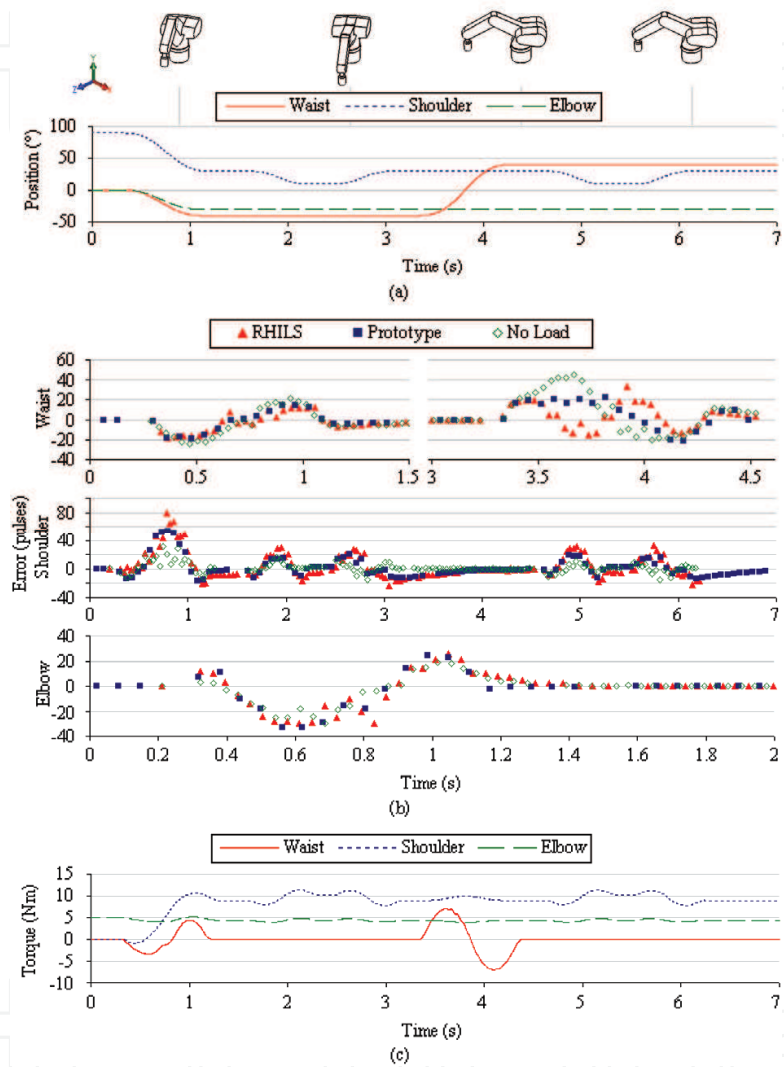 Y
Z
X
Waist Shoulder Elbow
Position (°)
100
50
0
-50
0 1 2 3 4 5 6 7
Time (s)
(a)
RHILS Prototype No Load
Error (pulses)
Waist
60
40
20
0
-20
-40
0 0.5 1 1.5 3 3.5 4 4.5
Shoulder
80
40
0
-40
0 1 2 3 4 5 6 7
Elbow
40
20
0
-20
-40
0 0.2 0.4 0.6 0.8 1 1.2 1.4 1.6 1.8 2
Time (s)
(b)
Waist Shoulder Elbow
Torque (Nm)
15
10
5
0
-5
-10
0 1 2 3 4 5 6 7
Time (s)
(c)